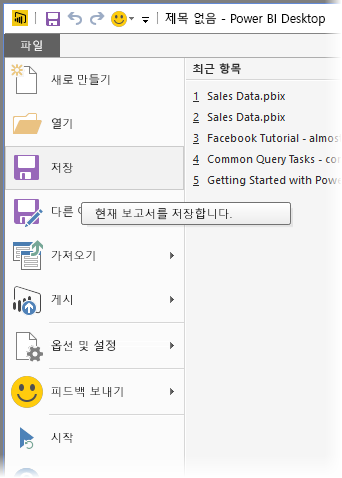 제목 없음 - Power BI Desktop
파일
새로 만들기
열기
저장
다른
현재 보고서를 저장합니다.
가져오기
게시
옵션 및 설정
피드백 보내기
시작
최근 항목
1 Sales Data.pbix
2 Sales Data.pbix
3 Facebook Tutorial - almost
4 Common Query Tasks -
5 Getting Started with